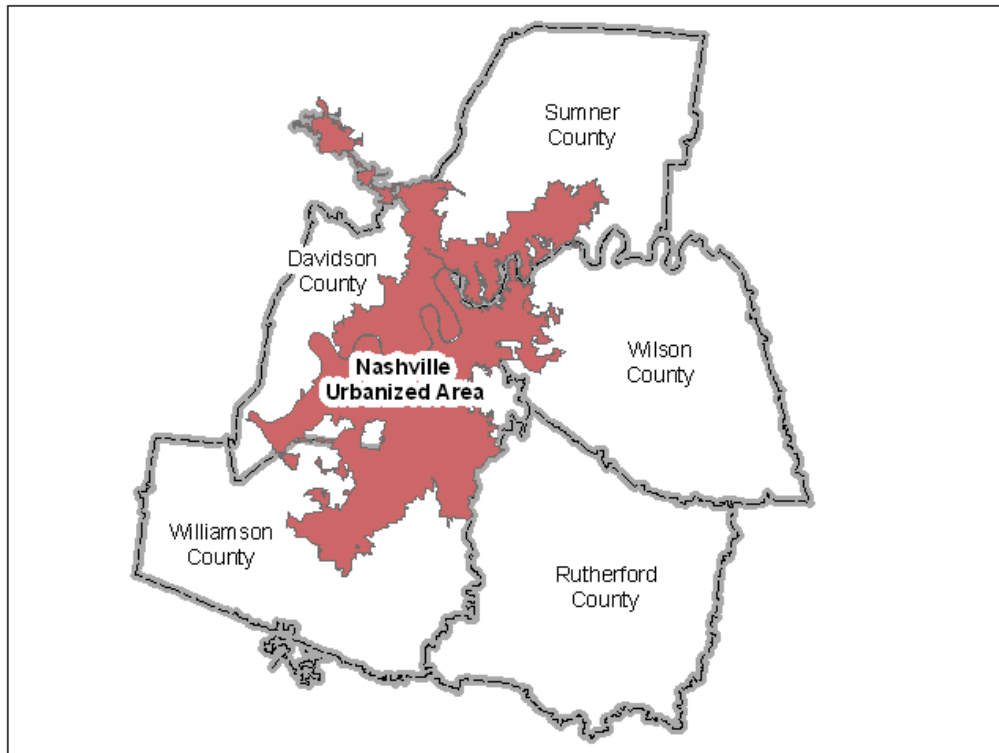 Sumner
County
Davidson
County
Wilson
County
Nashville
Urbanized Area
Williamson
County
Rutherford
County